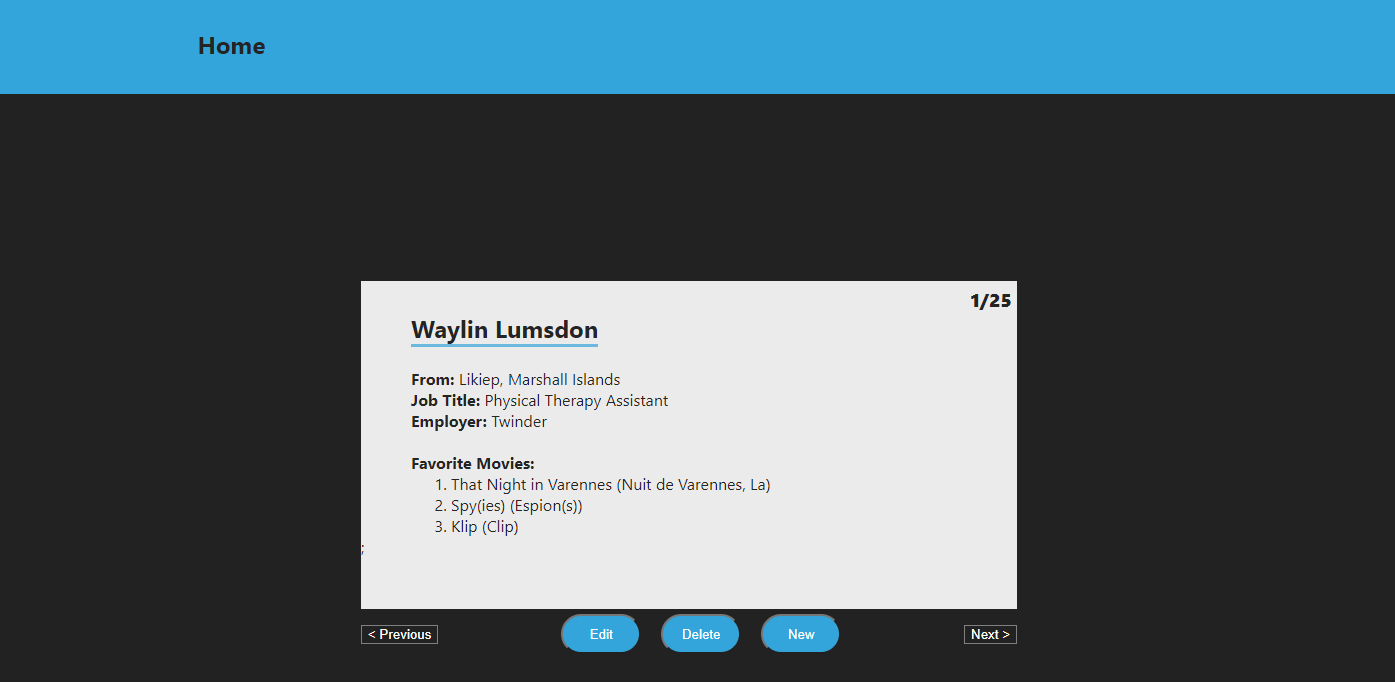 Home
1/25
Waylin Lumsdon
From: Likiep, Marshall Islands
Job Title: Physical Therapy Assistant
Employer: Twinder
Favorite Movies:
1. That Night in Varennes (Nuit de Varennes, La)
2. Spy(ies) (Espion(s))
3. Klip (Clip)
;
< Previous Edit Delete New Next >